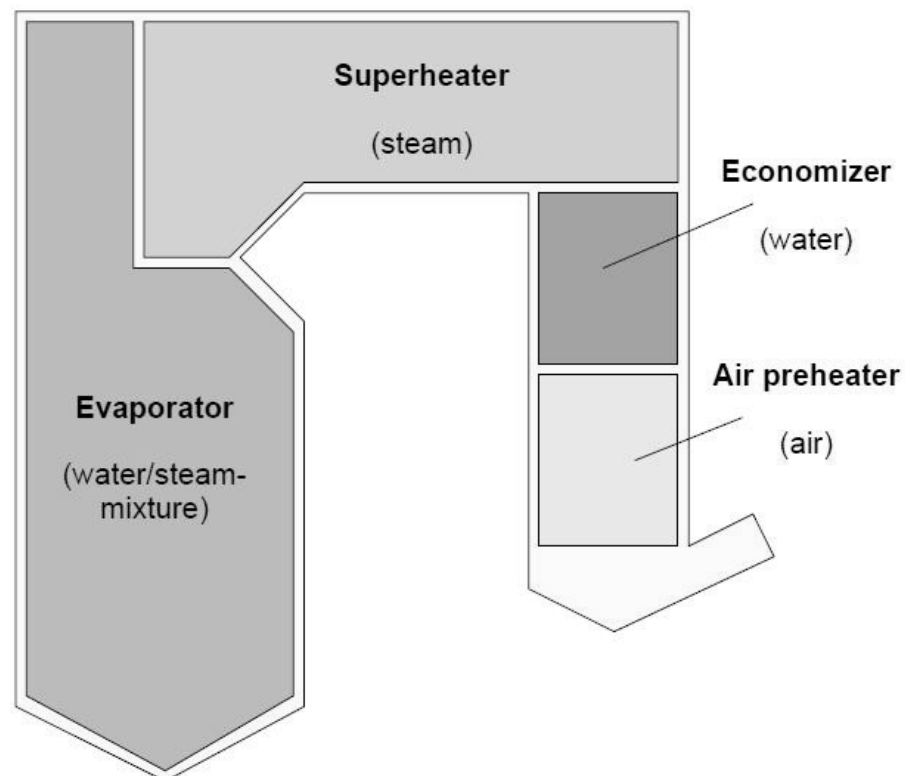 Superheater
(steam)
Economizer
(water)
Air preheater
(air)
Evaporator
(water/steam-
mixture)